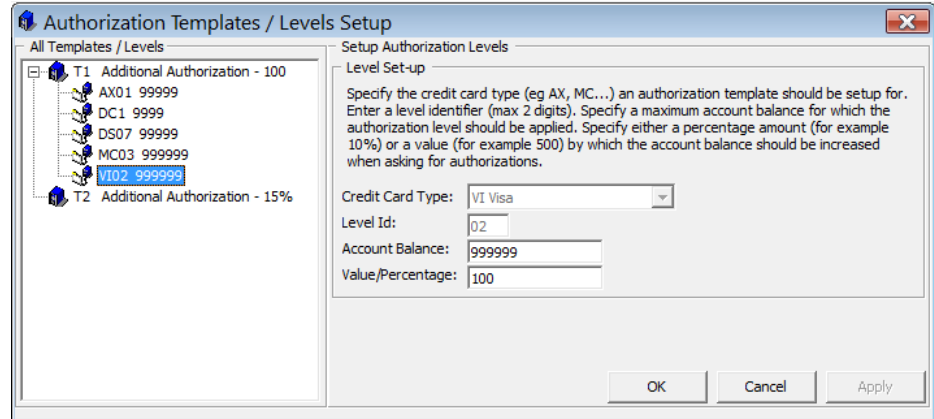 Authorization Templates / Levels Setup
All Templates / Levels
T1 Additional Authorization - 100
AX01 99999
DC1 9999
DS07 99999
MC03 999999
VI02 999999
T2 Additional Authorization - 15%
Setup Authorization Levels
Level Set-up
Specify the credit card type (eg AX, MC...) an authorization template should be setup for.
Enter a level identifier (max 2 digits). Specify a maximum account balance for which the
authorization level should be applied. Specify either a percentage amount (for example
10%) or a value (for example 500) by which the account balance should be increased
when asking for authorizations.
Credit Card Type: VI Visa
Level Id: 02
Account Balance: 999999
Value/Percentage: 100
OK Cancel Apply